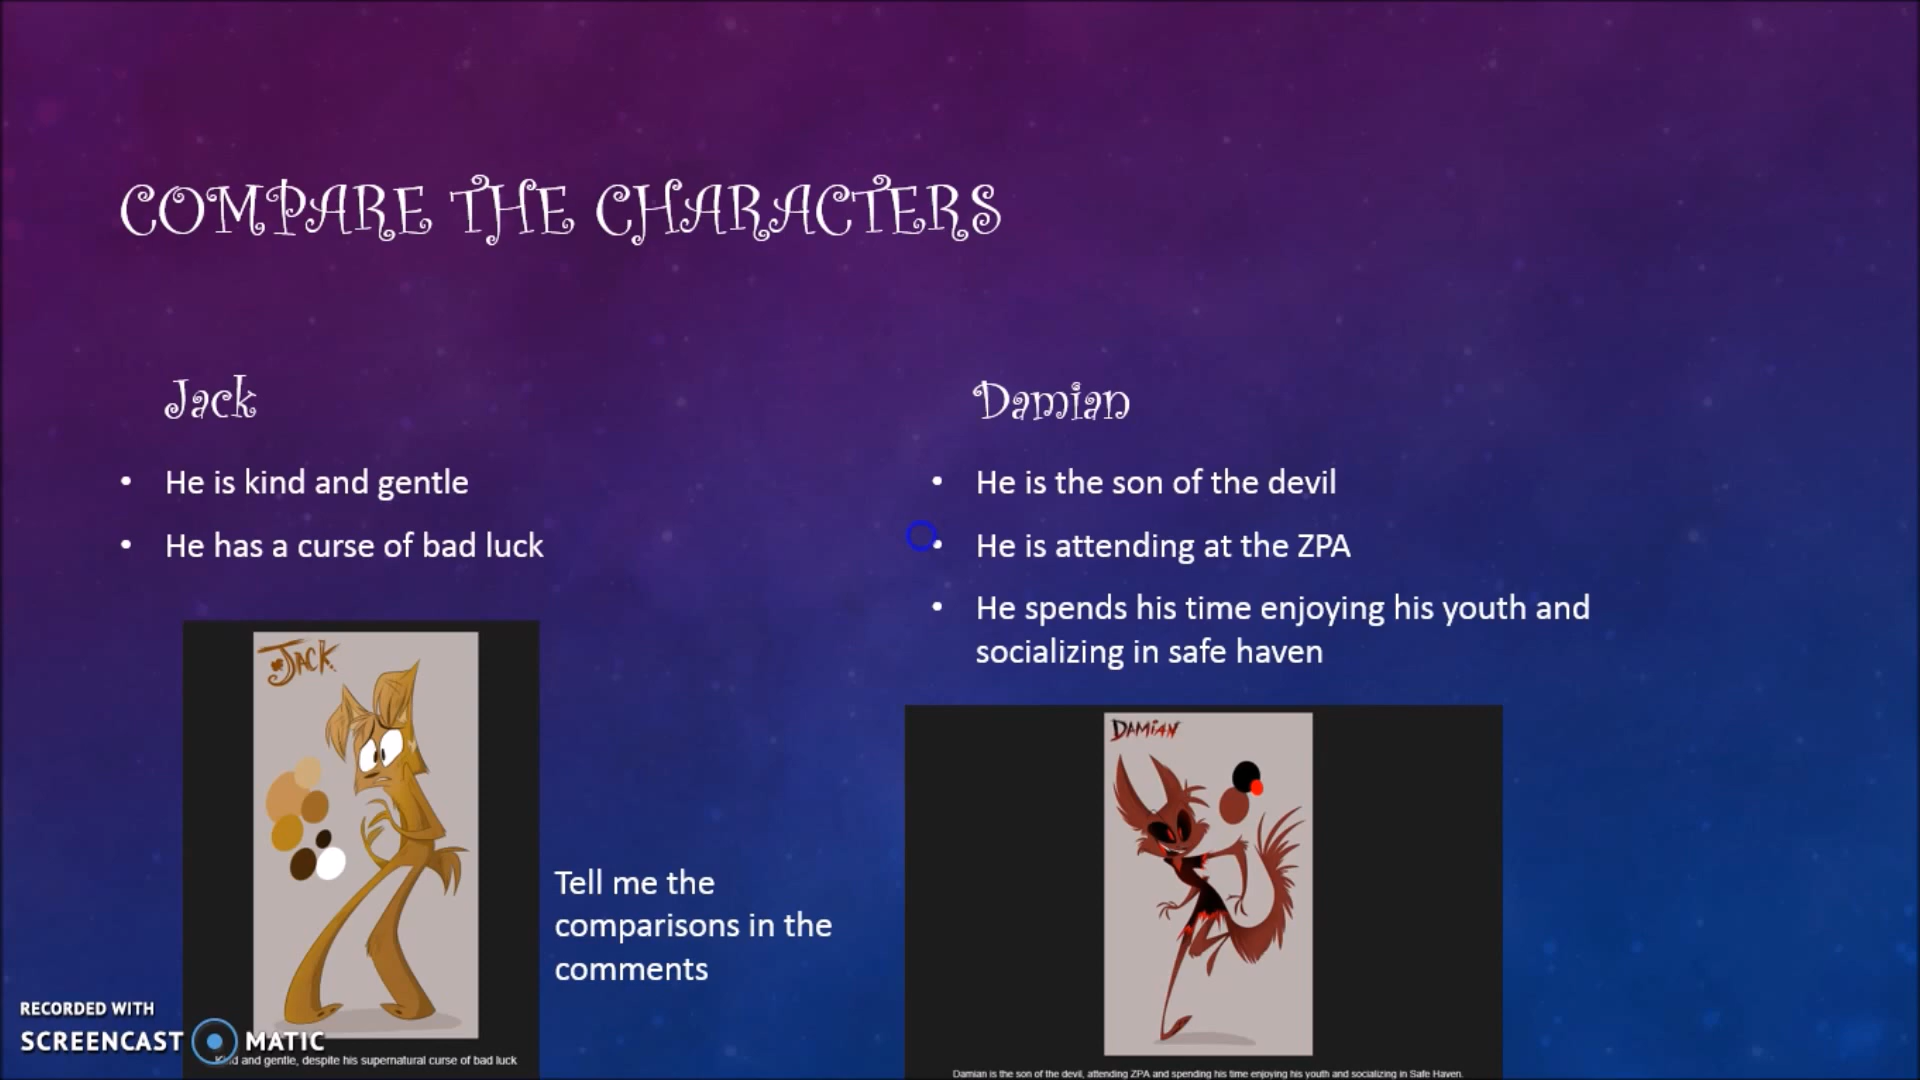 COMPARE THE CHARACTERS
Jack
• He is kind and gentle
• He has a curse of bad luck
JACK
Tell me the
comparisons in the
comments
Kind and gentle, despite his supernatural curse of bad luck
Damian
• He is the son of the devil
• He is attending at the ZPA
• He spends his time enjoying his youth and
socializing in safe haven
DAMIAN
Damian is the son of the devil, attending ZPA and spending his time enjoying his youth and socializing in Safe Haven.
RECORDED WITH
SCREENCAST MATIC